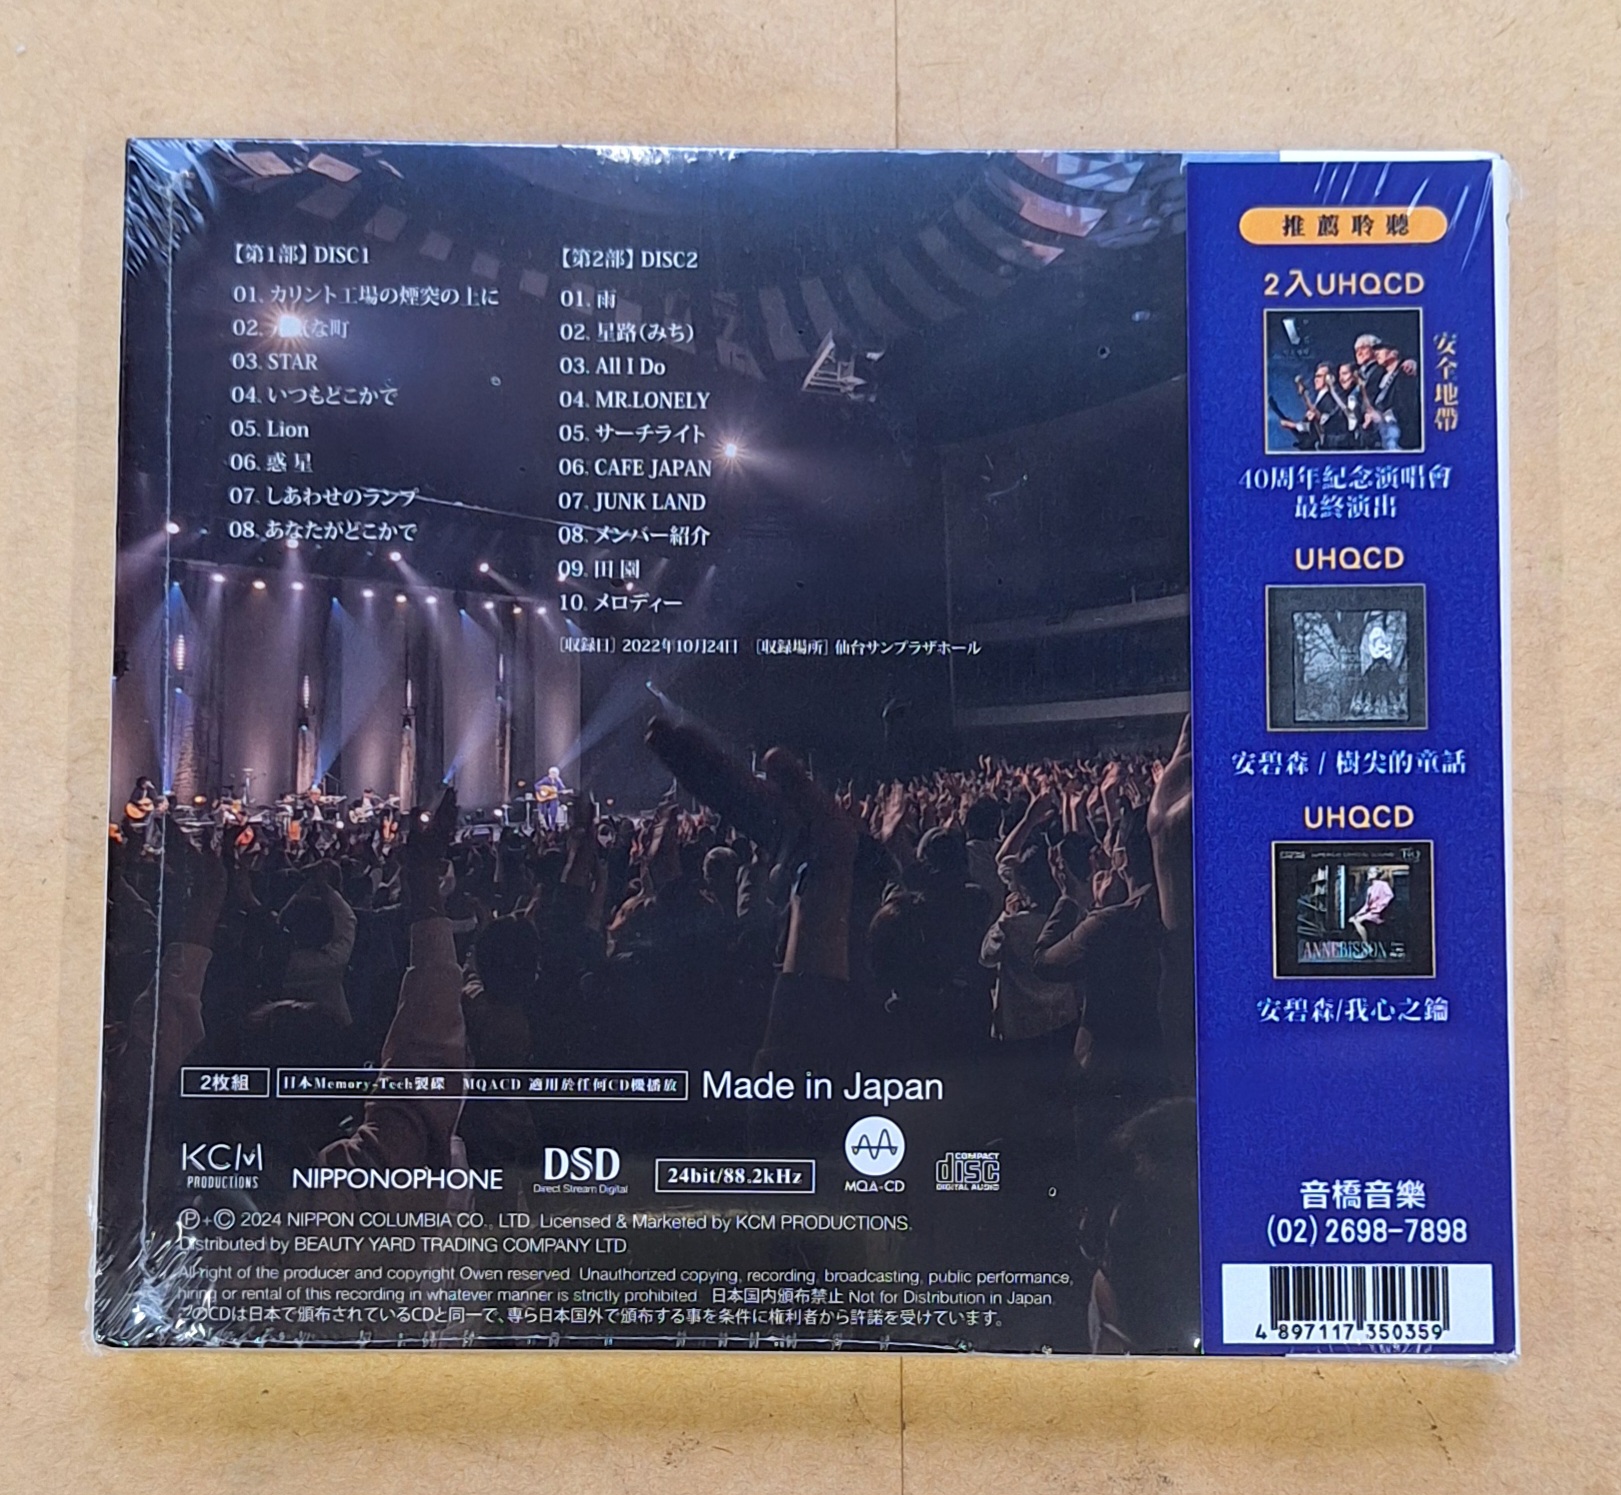 【第1部】DISC1
01. カリント工場の煙突の上に
02. な町
03. STAR
04. いつもどこかで
05. Lion
06. 惑星
07. しあわせのランプ
08. あなたがどこかで
【第2部】DISC2
01. 雨
02. 星路(みち)
03. All I Do
04. MR.LONELY
05. サーチライト
06. CAFE JAPAN
07. JUNK LAND
08. メンバー紹介
09. 田園
10. メロディー
[収録日] 2022年10月24日 [収録場所] 仙台サンプラザホール
2枚組 日本Memory-Tech製碟 MQACD 適用於任何CD機播放 Made in Japan
KCM PRODUCTIONS
NIPPONOPHONE
DSD
Direct Stream Digital
24bit/88.2kHz
MQA-CD
COMPACT disc DIGITAL AUDIO
Ⓟ+© 2024 NIPPON COLUMBIA CO., LTD. Licensed & Marketed by KCM PRODUCTIONS.
Distributed by BEAUTY YARD TRADING COMPANY LTD.
All right of the producer and copyright Owen reserved. Unauthorized copying, recording, broadcasting, public performance,
hiring or rental of this recording in whatever manner is strictly prohibited. 日本国内頒布禁止 Not for Distribution in Japan.
このCDは日本で頒布されているCDと同一で、専ら日本国外で頒布する事を条件に権利者から許諾を受けています。
推薦聆聽
2入UHQCD
安全地帶
40周年紀念演唱會
最終演出
UHQCD
安碧森 / 樹尖的童話
UHQCD
ANNE BISSON
安碧森/我心之鑰
音橋音樂
(02) 2698-7898
4 897117 350359